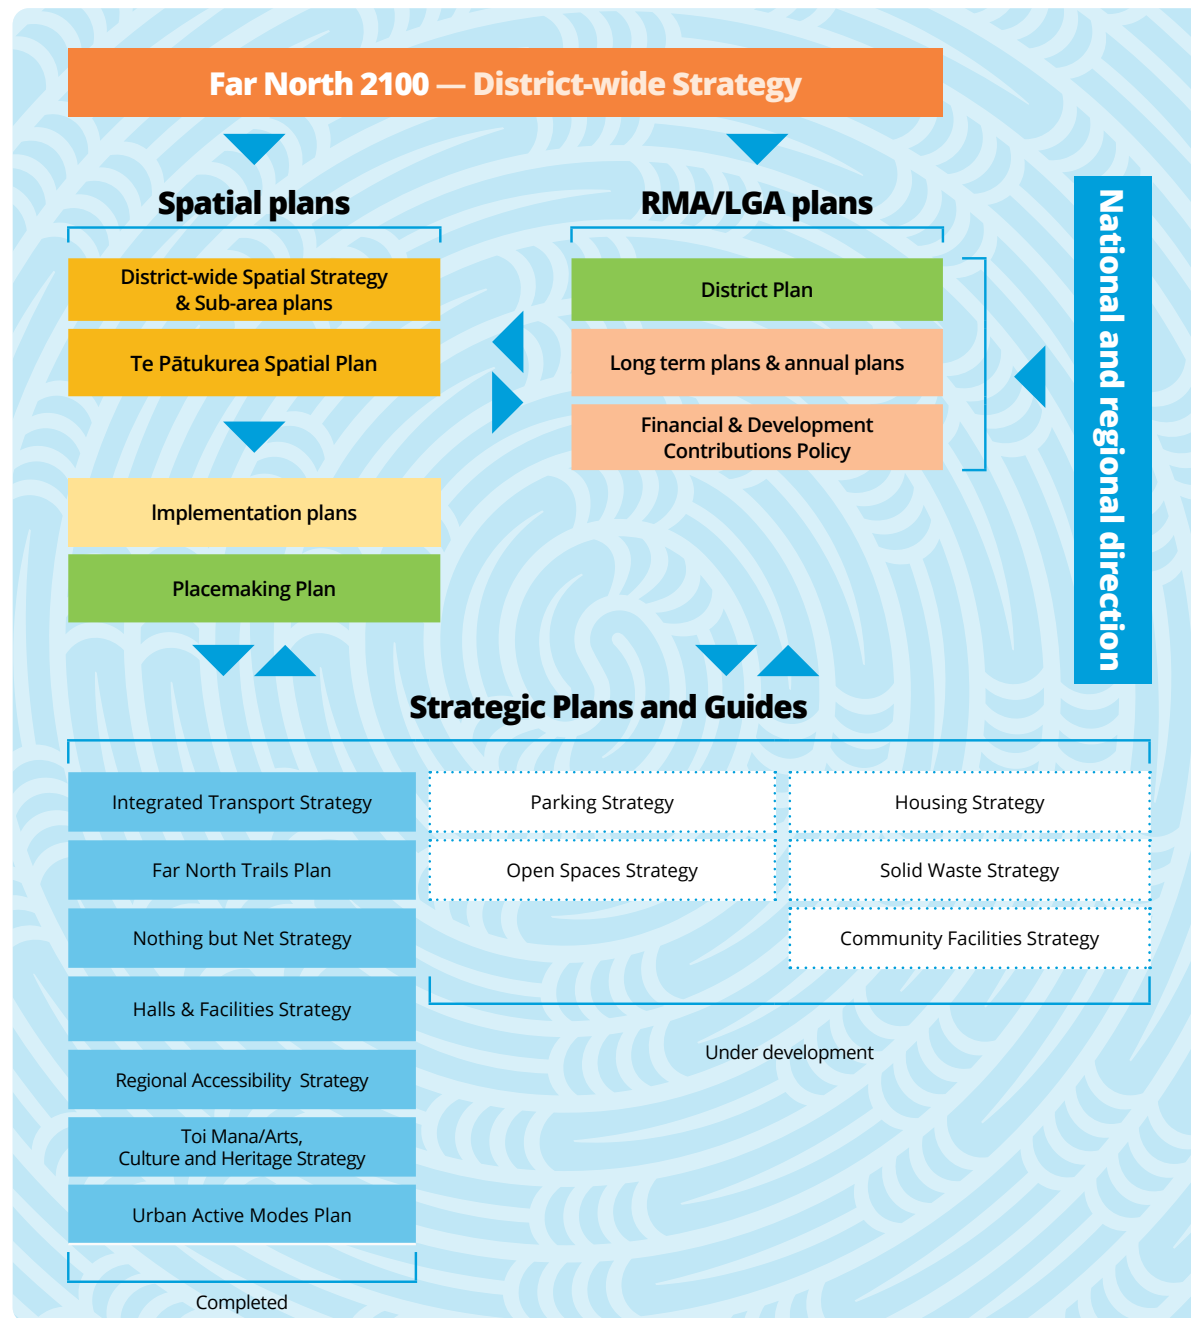 Far North 2100 — District-wide Strategy
Spatial plans
District-wide Spatial Strategy
& Sub-area plans
Te Pātukurea Spatial Plan
Implementation plans
Placemaking Plan
RMA/LGA plans
District Plan
Long term plans & annual plans
Financial & Development
Contributions Policy
National and regional direction
Strategic Plans and Guides
Integrated Transport Strategy
Far North Trails Plan
Nothing but Net Strategy
Halls & Facilities Strategy
Regional Accessibility Strategy
Toi Mana/Arts,
Culture and Heritage Strategy
Urban Active Modes Plan
Completed
Parking Strategy
Open Spaces Strategy
Housing Strategy
Solid Waste Strategy
Community Facilities Strategy
Under development